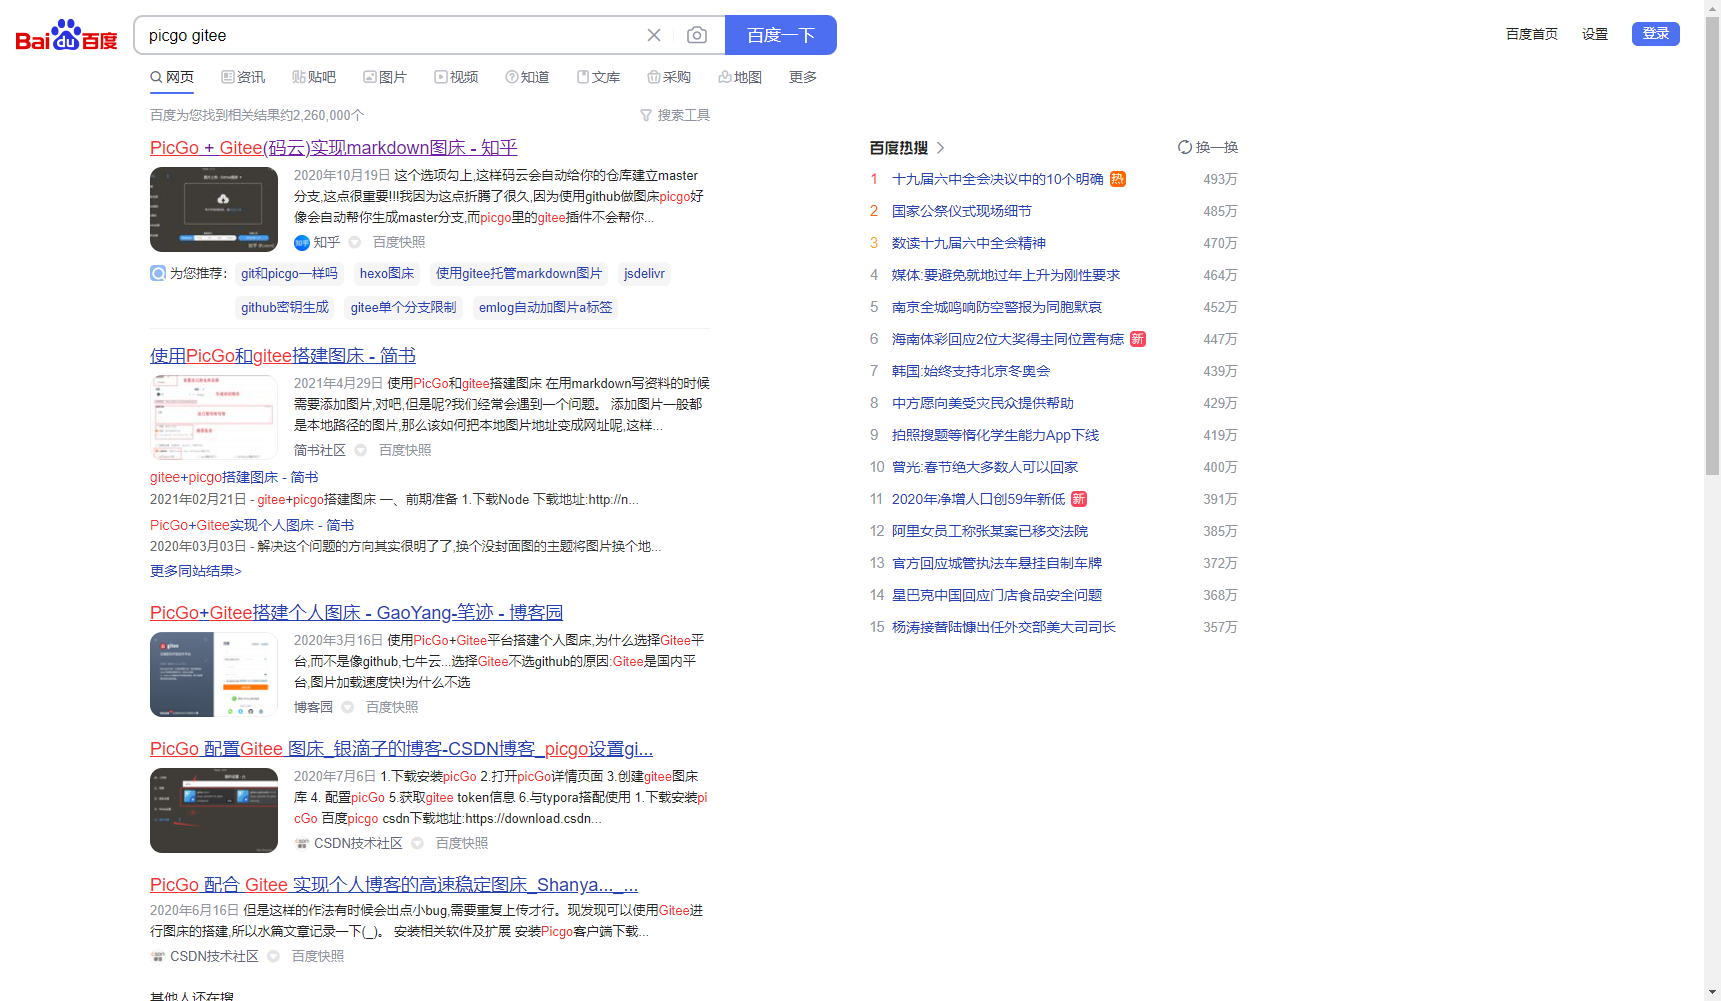 Bai du 百度
picgo gitee
百度一下
百度首页 设置 登录
网页 资讯 贴吧 图片 视频 知道 文库 采购 地图 更多
百度为您找到相关结果约2,260,000个
搜索工具
PicGo + Gitee(码云)实现markdown图床 - 知乎
2020年10月19日 这个选项勾上,这样码云会自动给你的仓库建立master
分支,这点很重要!!!我因为这点折腾了很久,因为使用github做图床picgo好
像会自动帮你生成master分支,而picgo里的gitee插件不会帮你...
知乎 知乎 百度快照
为您推荐: git和picgo一样吗 hexo图床 使用gitee托管markdown图片 jsdelivr
github密钥生成 gitee单个分支限制 emlog自动加图片a标签
使用PicGo和gitee搭建图床 - 简书
2021年4月29日 使用PicGo和gitee搭建图床 在用markdown写资料的时候
需要添加图片,对吧,但是呢?我们经常会遇到一个问题。 添加图片一般都
是本地路径的图片,那么该如何把本地图片地址变成网址呢,这样...
简书社区 百度快照
gitee+picgo搭建图床 - 简书
2021年02月21日 - gitee+picgo搭建图床 一、前期准备 1.下载Node 下载地址:http://n...
PicGo+Gitee实现个人图床 - 简书
2020年03月03日 - 解决这个问题的方向其实很明了了,换个没封面图的主题将图片换个地...
更多同站结果>
PicGo+Gitee搭建个人图床 - GaoYang-笔迹 - 博客园
gitee
2020年3月16日 使用PicGo+Gitee平台搭建个人图床,为什么选择Gitee平
台,而不是像github,七牛云...选择Gitee不选github的原因:Gitee是国内平
台,图片加载速度快!为什么不选
博客园 百度快照
PicGo 配置Gitee 图床_银滴子的博客-CSDN博客_picgo设置gi...
2020年7月6日 1.下载安装picGo 2.打开picGo详情页面 3.创建gitee图床
库 4. 配置picGo 5.获取gitee token信息 6.与typora搭配使用 1.下载安装pi
cGo 百度picgo csdn下载地址:https://download.csdn...
CSDN技术社区 百度快照
PicGo 配合 Gitee 实现个人博客的高速稳定图床_Shanya..._...
2020年6月16日 但是这样的作法有时候会出点小bug,需要重复上传才行。现发现可以使用Gitee进
行图床的搭建,所以水篇文章记录一下(_)。 安装相关软件及扩展 安装Picgo客户端下载...
CSDN技术社区 百度快照
其他人还在搜
百度热搜 换一换
1 十九届六中全会决议中的10个明确 热 493万
2 国家公祭仪式现场细节 485万
3 数读十九届六中全会精神 470万
4 媒体:要避免就地过年上升为刚性要求 464万
5 南京全城鸣响防空警报为同胞默哀 452万
6 海南体彩回应2位大奖得主同位置有痣 新 447万
7 韩国:始终支持北京冬奥会 439万
8 中方愿向美受灾民众提供帮助 429万
9 拍照搜题等惰化学生能力App下线 419万
10 曾光:春节绝大多数人可以回家 400万
11 2020年净增人口创59年新低 新 391万
12 阿里女员工称张某案已移交法院 385万
13 官方回应城管执法车悬挂自制车牌 372万
14 星巴克中国回应门店食品安全问题 368万
15 杨涛接替陆慷出任外交部美大司司长 357万